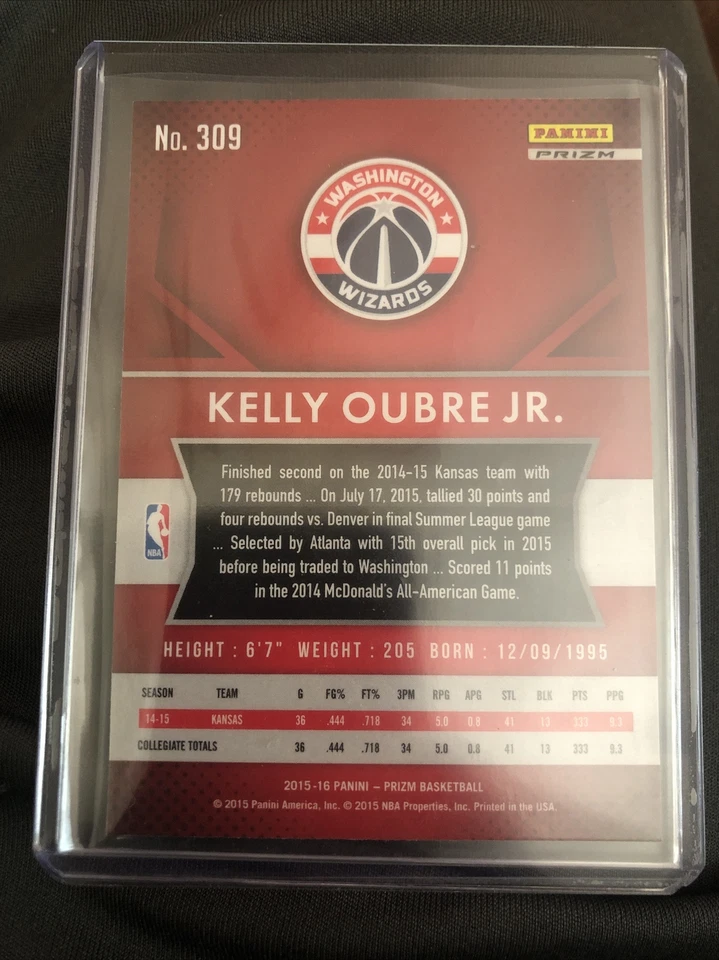 No. 309
PANINI
PRIZM
WASHINGTON
WIZARDS
KELLY OUBRE JR.
Finished second on the 2014-15 Kansas team with
179 rebounds ... On July 17, 2015, tallied 30 points and
four rebounds vs. Denver in final Summer League game
... Selected by Atlanta with 15th overall pick in 2015
before being traded to Washington ... Scored 11 points
in the 2014 McDonald's All-American Game.
NBA
HEIGHT : 6'7" WEIGHT : 205 BORN : 12/09/1995
SEASON TEAM G FG% FT% 3PM RPG APG STL BLK PTS PPG
14-15 KANSAS 36 .444 .718 34 5.0 0.8 41 13 333 9.3
COLLEGIATE TOTALS 36 .444 .718 34 5.0 0.8 41 13 333 9.3
2015-16 PANINI – PRIZM BASKETBALL
© 2015 Panini America, Inc. © 2015 NBA Properties, Inc. Printed in the USA.